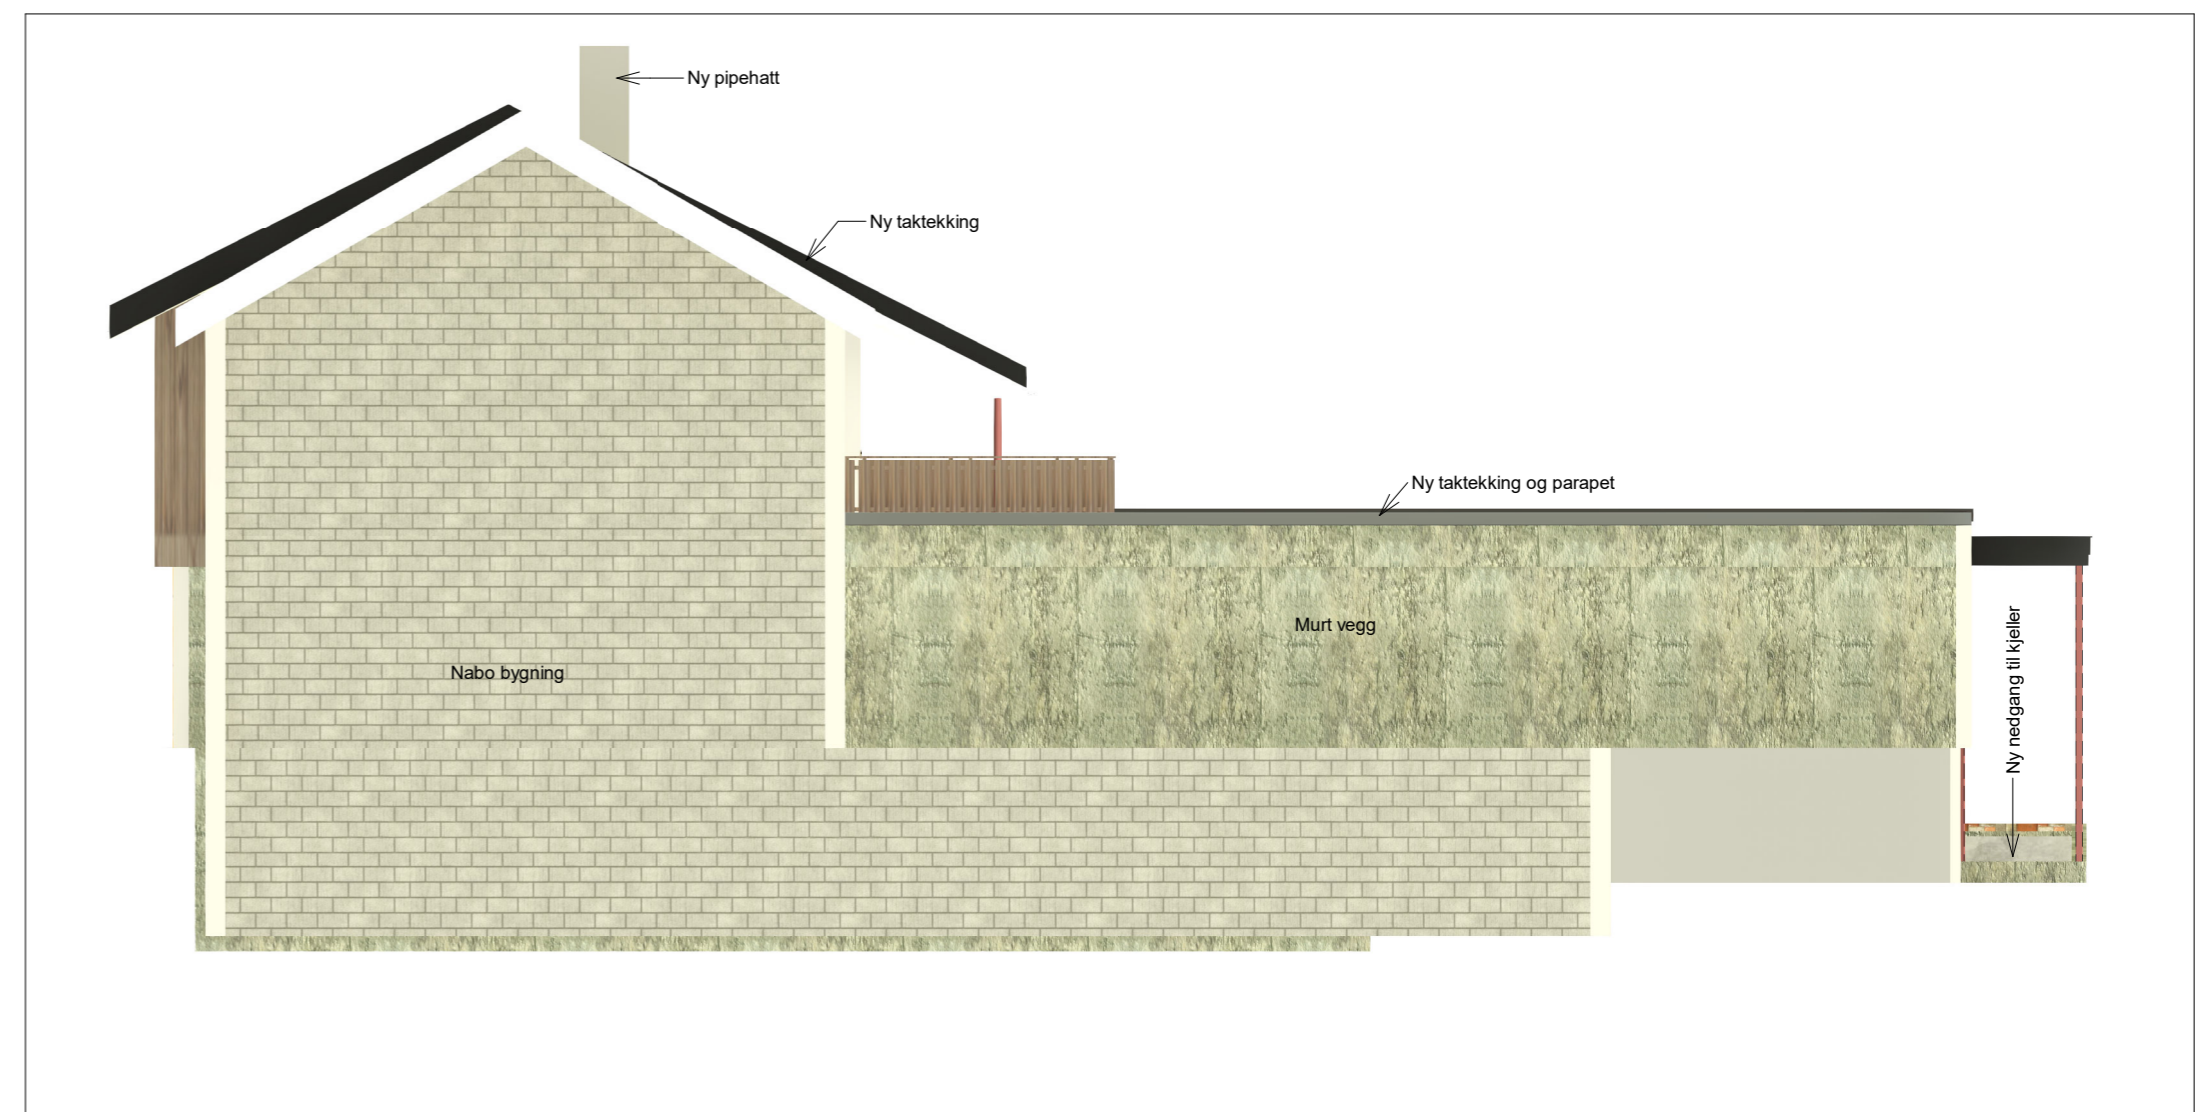 Ny pipehatt
Ny taktekking
Ny taktekking og parapet
Murt vegg
Nabo bygning
Ny nedgang til kjeller